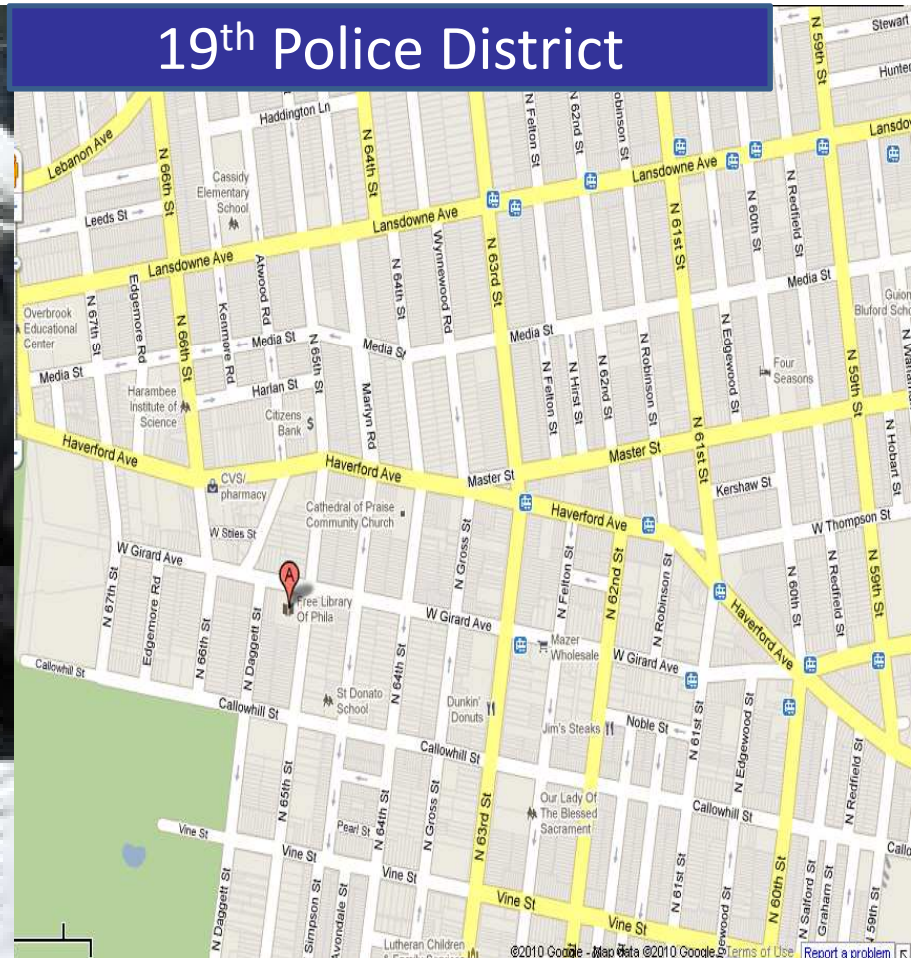 19th Police District
Stewart
N 59th St
Hunter
Haddington Ln
Lebanon Ave
N 66th St
N 64th St
N Felton St
N 62nd St
Lansdowne Ave
Cassidy
Elementary
School
Leeds St
Lansdowne Ave
N 60th St
N Redfield St
N 61st St
Wynnewood Rd
N 63rd St
Lansdowne Ave
Edgemore Rd
Atwood Rd
N 64th St
Media St
Overbrook
Educational
Center
N 67th St
N 66th St
Kenmore Rd
Media St
N 65th St
Media St
Media St
N Edgewood St
Bluford
N 59th St
Media St
Harlan St
Marlyn Rd
N Felton St
N Hirst St
N 62nd St
N Robinson St
Four
Seasons
Harambee
Institute of
Science
Citizens
Bank
N 61st St
N Hobart St
Haverford Ave
Haverford Ave
Master St
Master St
CVS/
pharmacy
Kershaw St
Cathedral of Praise
Community Church
Haverford Ave
W Thompson St
W Stiles St
W Girard Ave
N Gross St
N Felton St
N 62nd St
N Robinson St
N 60th St
N Redfield St
N 59th St
A
Free Library
Of Phila
N 67th St
Edgemore Rd
N 66th St
N Daggett St
W Girard Ave
Haverford Ave
Mazer
Wholesale
W Girard Ave
Callowhill St
N 64th St
St Donato
School
Callowhill St
Dunkin'
Donuts
Jim's Steaks
Noble St
N 61st St
N Edgewood St
Callowhill St
N 65th St
N Gross St
N 63rd St
Our Lady Of
The Blessed
Sacrament
Callowhill St
N Redfield St
Vine St
Pearl St
N 64th St
Vine St
Vine St
N 61st St
N 60th St
N Salford St
Graham St
N Daggett St
Simpson St
Avondale St
Vine St
Vine St
Lutheran Children
©2010 Google - Map data ©2010 Google - Terms of Use
Report a problem